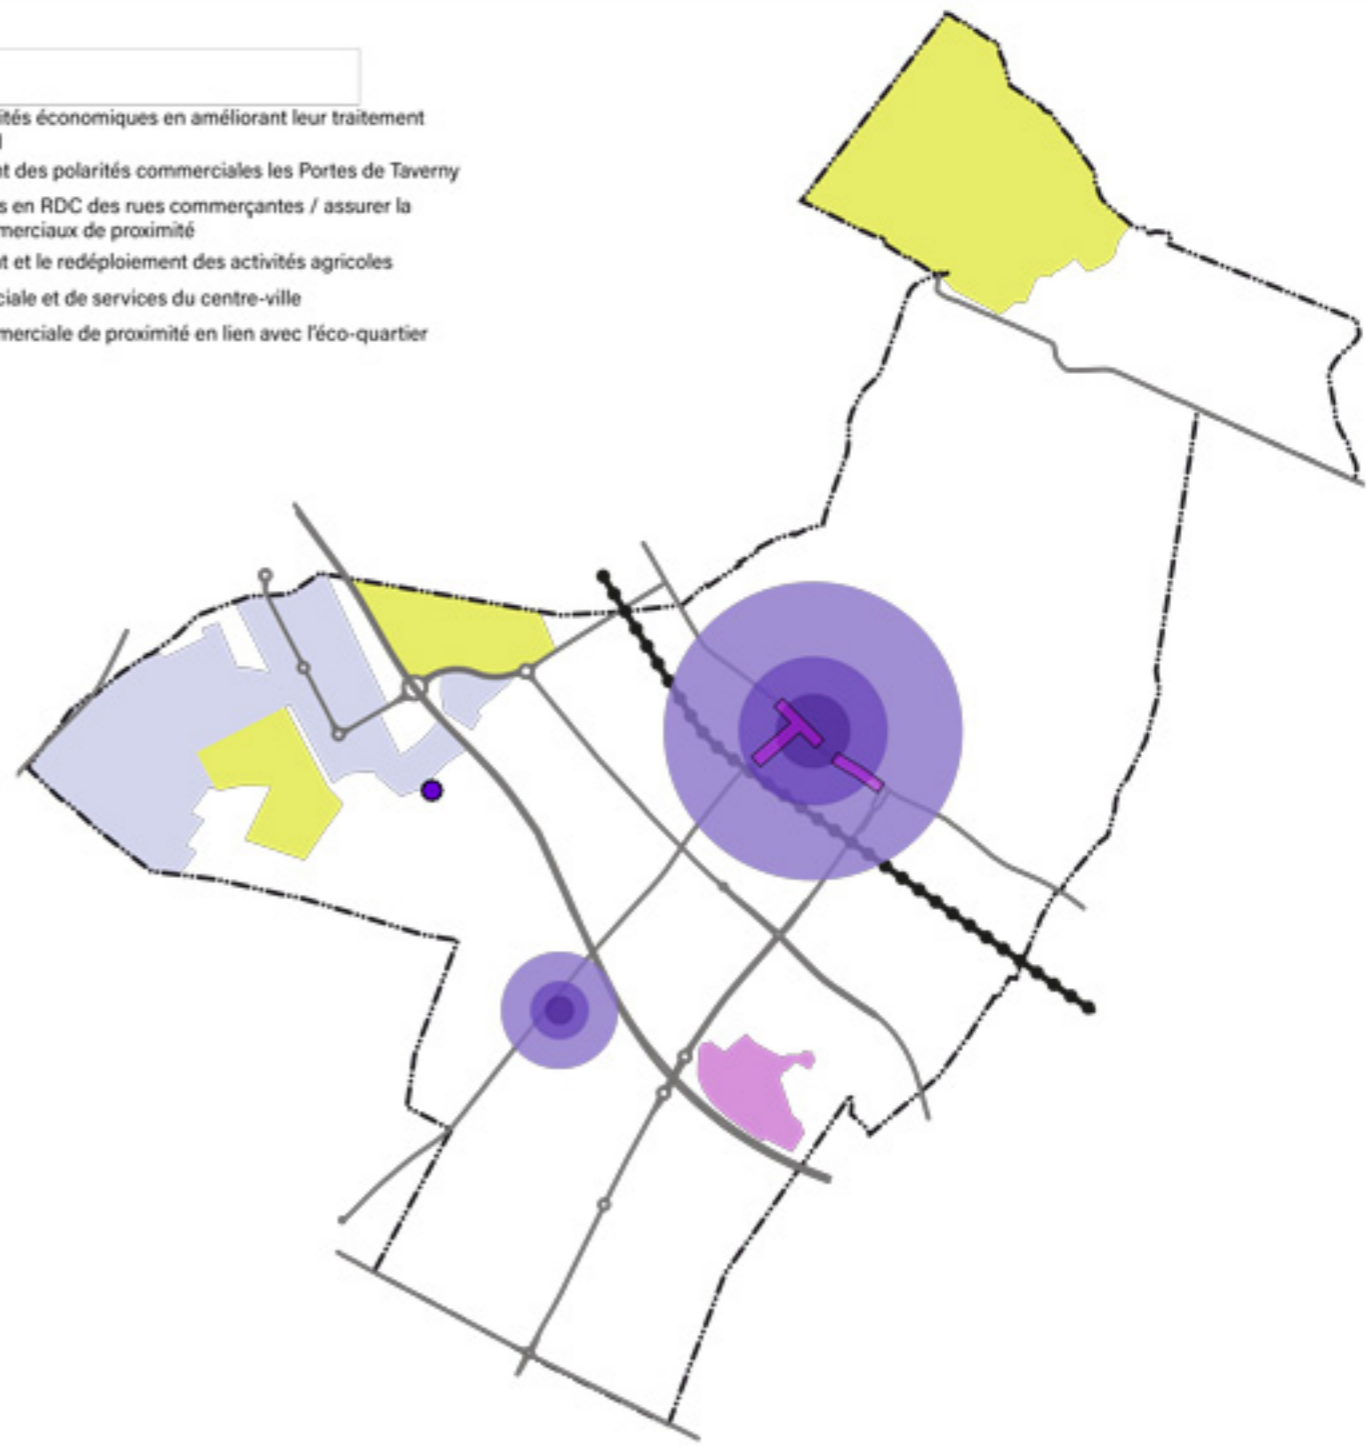 ités économiques en améliorant leur traitement
t des polarités commerciales les Portes de Taverny
s en RDC des rues commerçantes / assurer la
merciaux de proximité
t et le redéploiement des activités agricoles
ciale et de services du centre-ville
merciale de proximité en lien avec l'éco-quartier